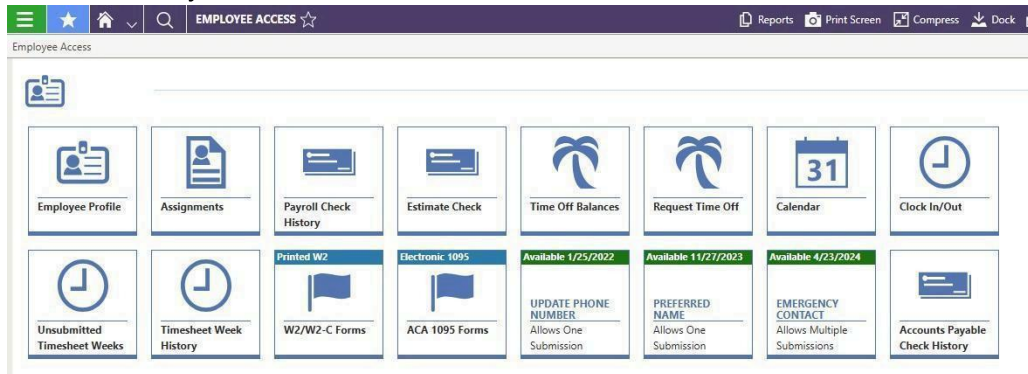 EMPLOYEE ACCESS
Reports Print Screen Compress Dock
Employee Access
Employee Profile
Assignments
Payroll Check
History
Estimate Check
Time Off Balances
Request Time Off
31
Calendar
Clock In/Out
Unsubmitted
Timesheet Weeks
Timesheet Week
History
Printed W2
W2/W2-C Forms
Electronic 1095
ACA 1095 Forms
Available 1/25/2022
UPDATE PHONE
NUMBER
Allows One
Submission
Available 11/27/2023
PREFERRED
NAME
Allows One
Submission
Available 4/23/2024
EMERGENCY
CONTACT
Allows Multiple
Submissions
Accounts Payable
Check History